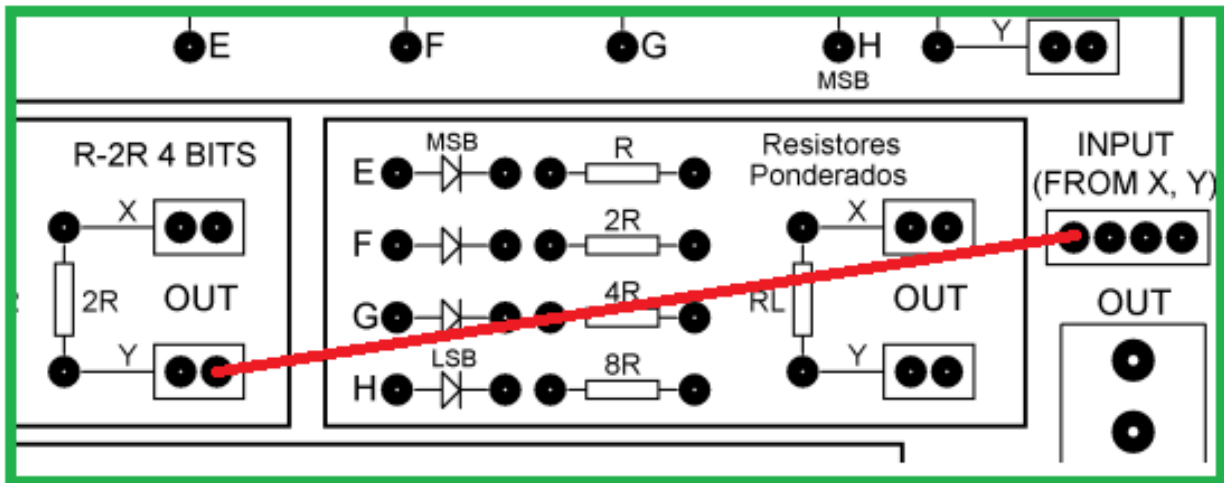 E F G H Y
MSB
R-2R 4 BITS
X
2R
OUT
Y
MSB
E R
F 2R
G 4R
LSB
H 8R
Resistores
Ponderados
X
RL OUT
Y
INPUT
(FROM X, Y)
OUT